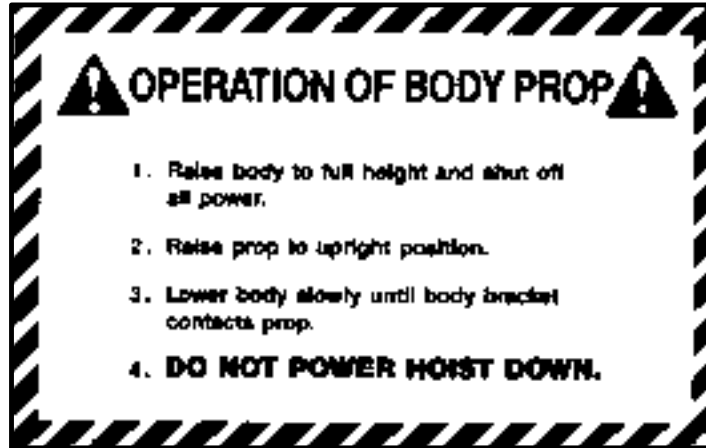 OPERATION OF BODY PROP
1. Raise body to full height and shut off
all power.
2. Raise prop to upright position.
3. Lower body slowly until body bracket
contacts prop.
4. DO NOT POWER HOIST DOWN.